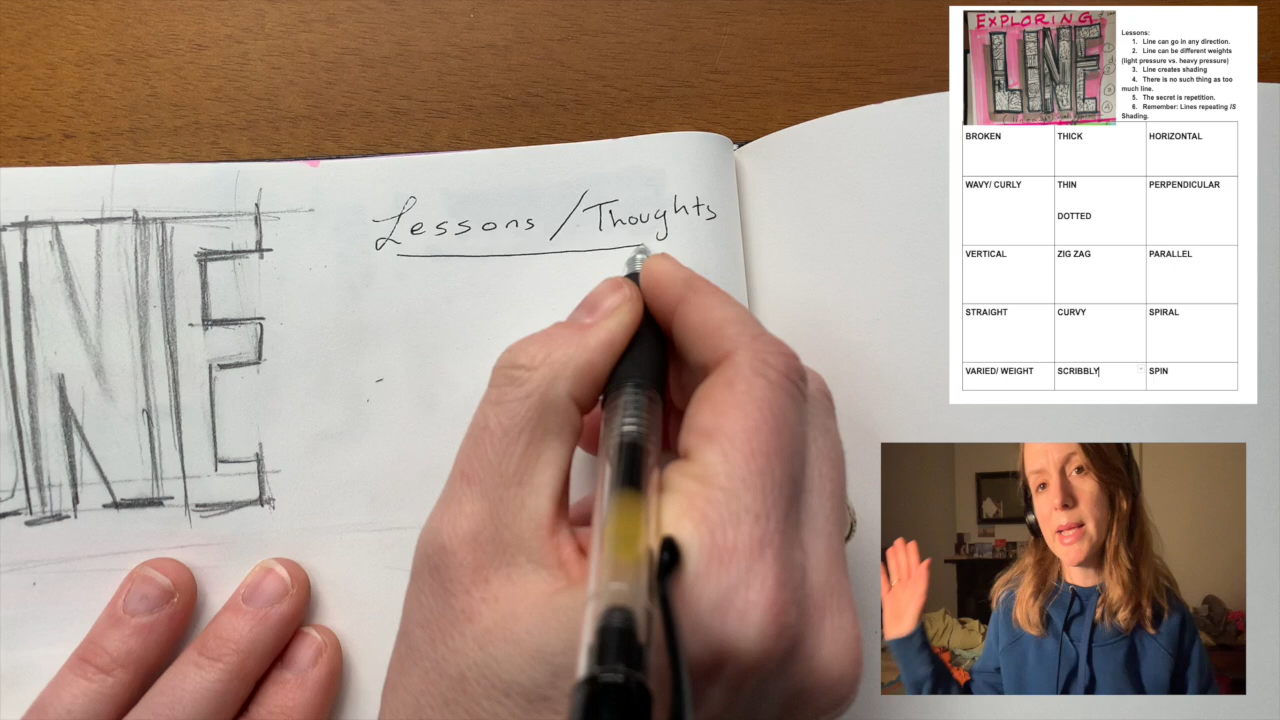 LINE
Lessons / Thoughts
EXPLORING
LINE
Lessons:
1. Line can go in any direction.
2. Line can be different weights
(light pressure vs. heavy pressure)
3. Line creates shading
4. There is no such thing as too
much line.
5. The secret is repetition.
6. Remember: Lines repeating IS
Shading.
BROKEN THICK HORIZONTAL
WAVY/ CURLY THIN PERPENDICULAR
DOTTED
VERTICAL ZIG ZAG PARALLEL
STRAIGHT CURVY SPIRAL
VARIED/ WEIGHT SCRIBBLY SPIN